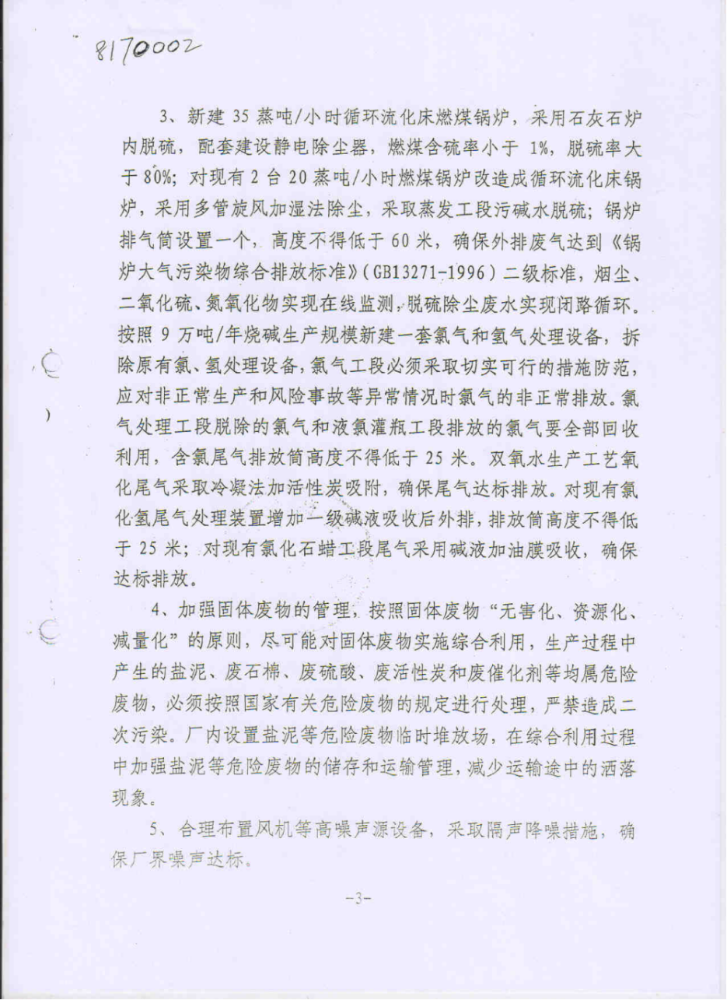 8170002
3、新建 35 蒸吨/小时循环流化床燃煤锅炉，采用石灰石炉
内脱硫，配套建设静电除尘器，燃煤含硫率小于 1%，脱硫率大
于 80%；对现有 2 台 20 蒸吨/小时燃煤锅炉改造成循环流化床锅
炉，采用多管旋风加湿法除尘，采取蒸发工段污碱水脱硫；锅炉
排气筒设置一个，高度不得低于 60 米，确保外排废气达到《锅
炉大气污染物综合排放标准》（GB13271-1996）二级标准，烟尘、
二氧化硫、氮氧化物实现在线监测，脱硫除尘废水实现闭路循环。
按照 9 万吨/年烧碱生产规模新建一套氯气和氢气处理设备，拆
除原有氯、氢处理设备，氯气工段必须采取切实可行的措施防范，
应对非正常生产和风险事故等异常情况时氯气的非正常排放。氯
气处理工段脱除的氯气和液氯灌瓶工段排放的氯气要全部回收
利用，含氯尾气排放筒高度不得低于 25 米。双氧水生产工艺氧
化尾气采取冷凝法加活性炭吸附，确保尾气达标排放。对现有氯
化氢尾气处理装置增加一级碱液吸收后外排，排放筒高度不得低
于 25 米；对现有氯化石蜡工段尾气采用碱液加油膜吸收，确保
达标排放。
4、加强固体废物的管理，按照固体废物“无害化、资源化、
减量化”的原则，尽可能对固体废物实施综合利用，生产过程中
产生的盐泥、废石棉、废硫酸、废活性炭和废催化剂等均属危险
废物，必须按照国家有关危险废物的规定进行处理，严禁造成二
次污染。厂内设置盐泥等危险废物临时堆放场，在综合利用过程
中加强盐泥等危险废物的储存和运输管理，减少运输途中的洒落
现象。
5、合理布置风机等高噪声源设备，采取隔声降噪措施，确
保厂界噪声达标。
-3-